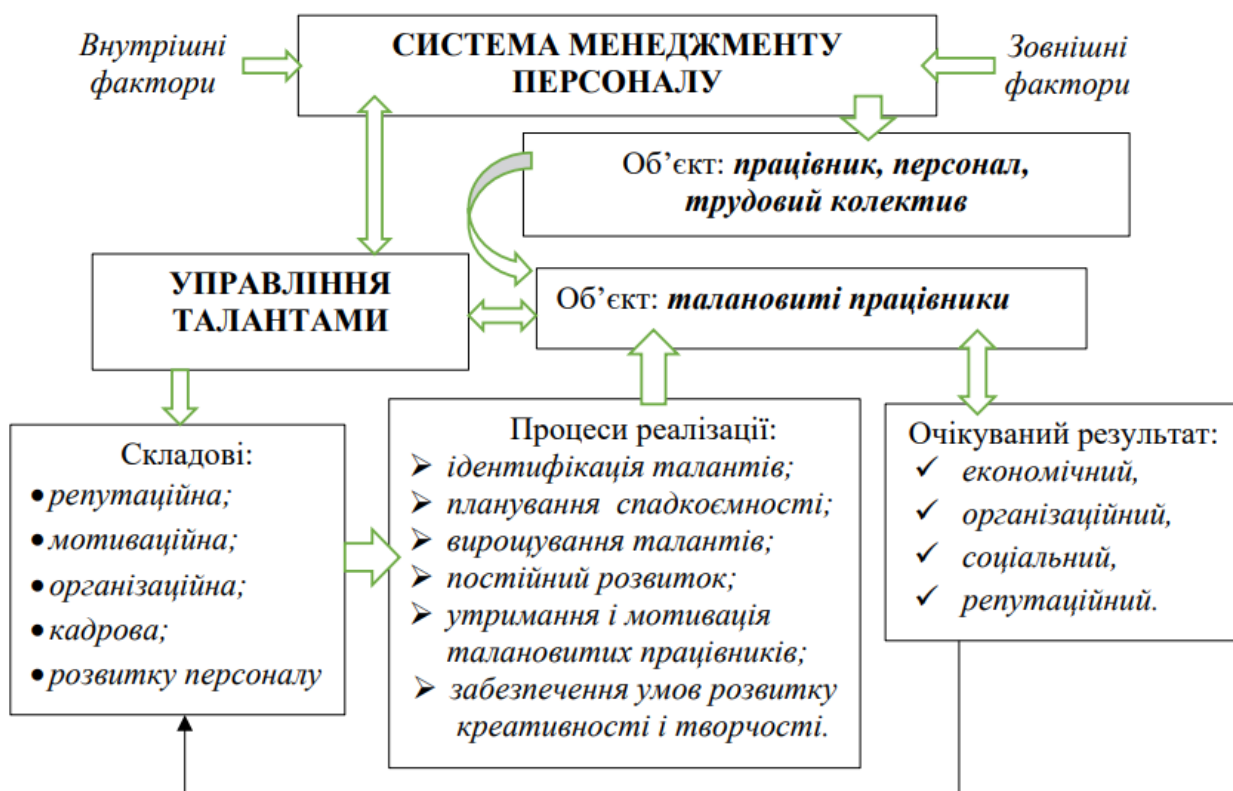 Внутрішні
фактори
СИСТЕМА МЕНЕДЖМЕНТУ
ПЕРСОНАЛУ
Зовнішні
фактори
Об’єкт: працівник, персонал,
трудовий колектив
УПРАВЛІННЯ
ТАЛАНТАМИ
Об’єкт: талановиті працівники
Складові:
• репутаційна;
• мотиваційна;
• організаційна;
• кадрова;
• розвитку персоналу
Процеси реалізації:
➢ ідентифікація талантів;
➢ планування спадкоємності;
➢ вирощування талантів;
➢ постійний розвиток;
➢ утримання і мотивація
талановитих працівників;
➢ забезпечення умов розвитку
креативності і творчості.
Очікуваний результат:
✓ економічний,
✓ організаційний,
✓ соціальний,
✓ репутаційний.